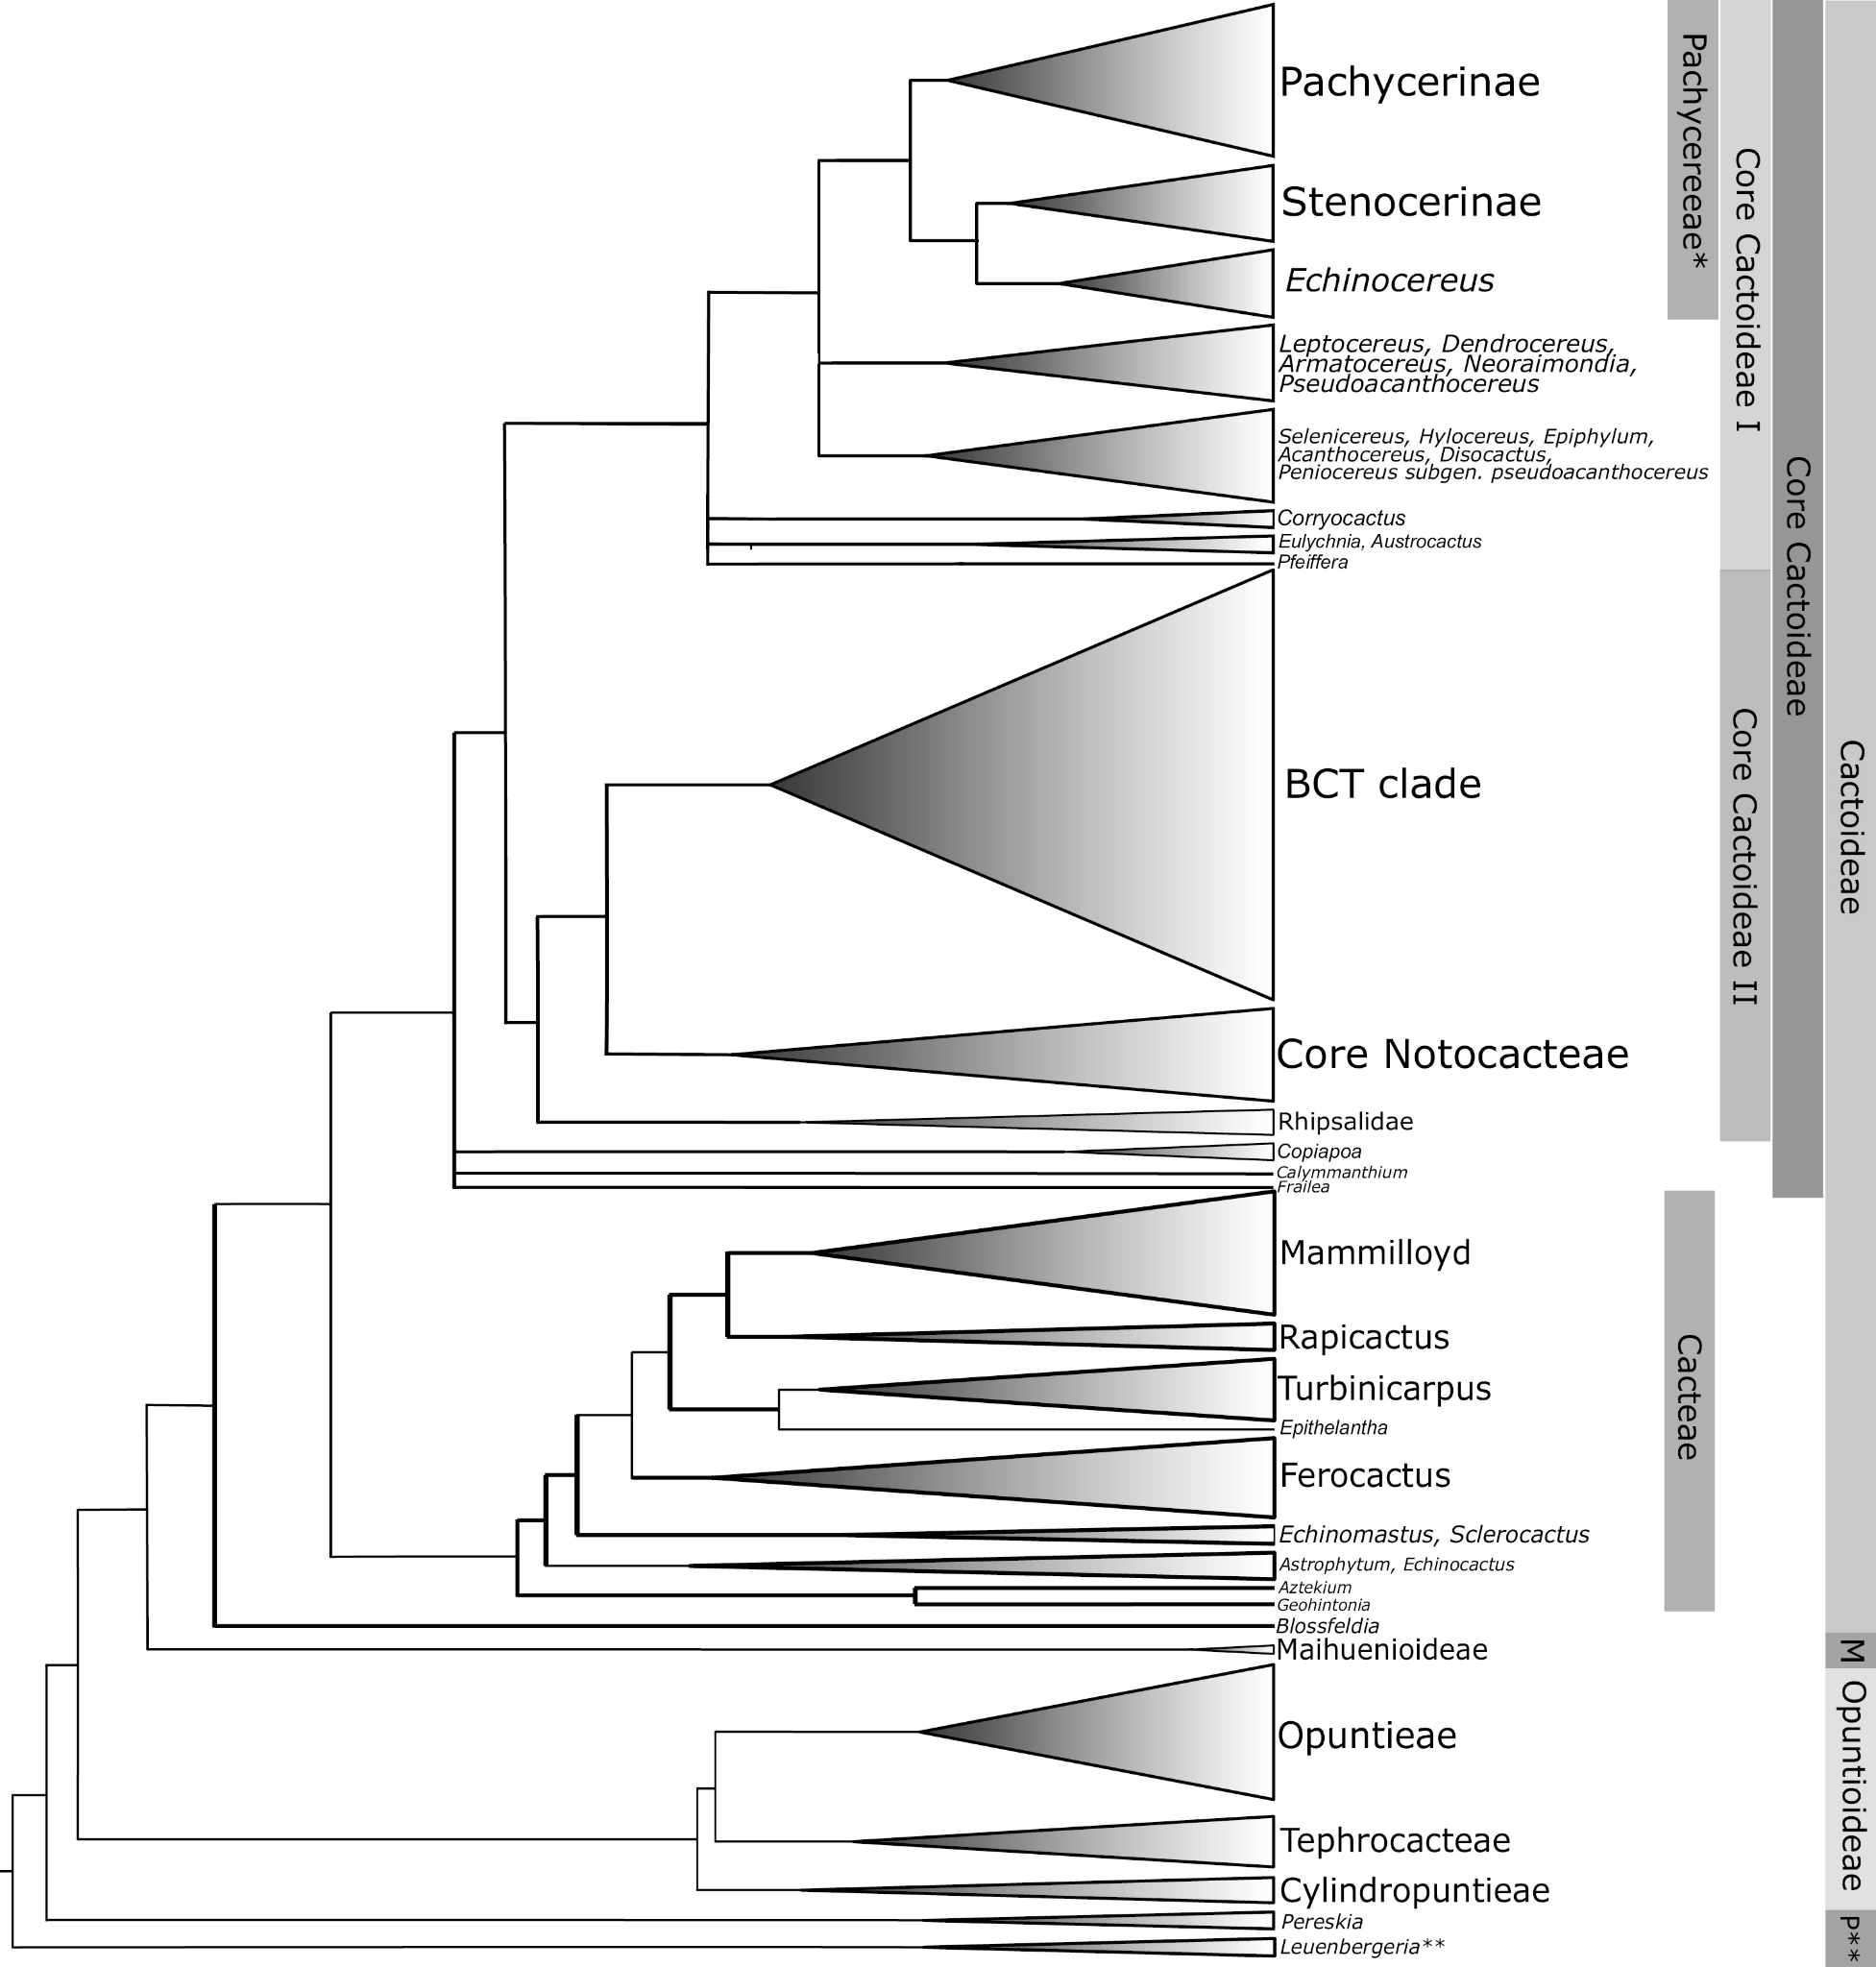 Pachycerinae
Stenocerinae
Echinocereus
Leptocereus, Dendrocereus,
Armatocereus, Neoraimondia,
Pseudoacanthocereus
Selenicereus, Hylocereus, Epiphylum,
Acanthocereus, Disocactus,
Peniocereus subgen. pseudoacanthocereus
Corryocactus
Eulychnia, Austrocactus
Pfeiffera
BCT clade
Core Notocacteae
Rhipsalidae
Copiapoa
Calymmanthium
Frailea
Mammilloyd
Rapicactus
Turbinicarpus
Epithelantha
Ferocactus
Echinomastus, Sclerocactus
Astrophytum, Echinocactus
Aztekium
Geohintonia
Blossfeldia
Maihuenioideae
Opuntieae
Tephrocacteae
Cylindropuntieae
Pereskia
Leuenbergeria**
Pachycereeae*
Core Cactoideae I
Core Cactoideae II
Core Cactoideae
Cacteae
Cactoideae
M
Opuntioideae
P**